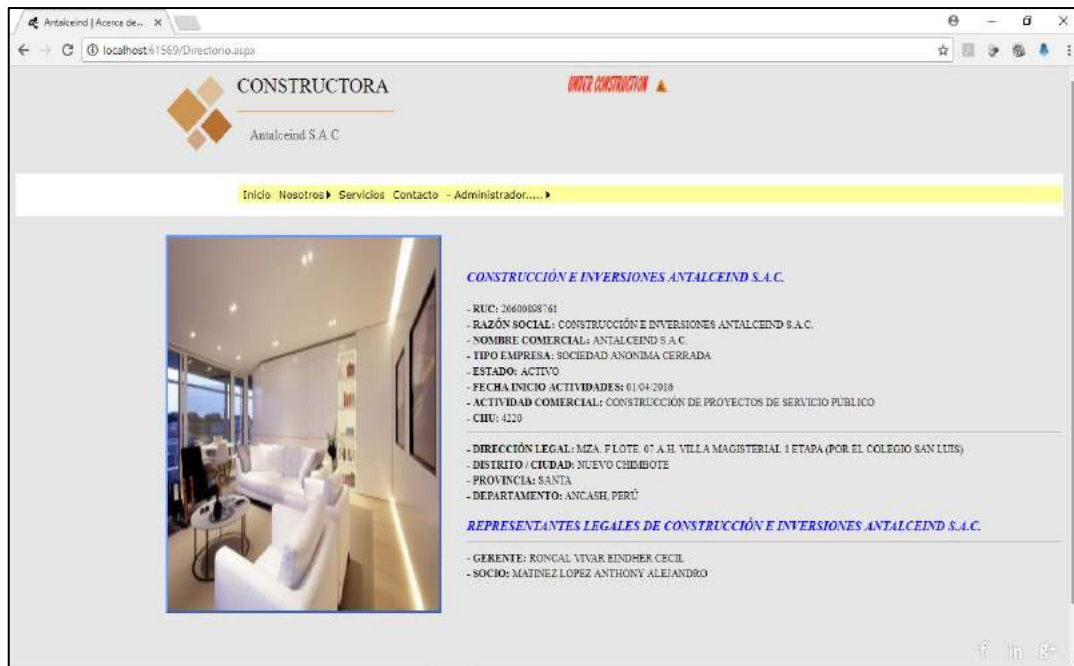 Antalceind | Acerca de...
localhost:61569/Directorio.aspx
CONSTRUCTORA
UNDER CONSTRUCTION
Antalceind S.A.C
Inicio Nosotros Servicios Contacto - Administrador.....
CONSTRUCCIÓN E INVERSIONES ANTALCEIND S.A.C.
- RUC: 20600898761
- RAZÓN SOCIAL: CONSTRUCCIÓN E INVERSIONES ANTALCEIND S.A.C.
- NOMBRE COMERCIAL: ANTALCEIND S.A.C.
- TIPO EMPRESA: SOCIEDAD ANONIMA CERRADA
- ESTADO: ACTIVO
- FECHA INICIO ACTIVIDADES: 01/04/2016
- ACTIVIDAD COMERCIAL: CONSTRUCCIÓN DE PROYECTOS DE SERVICIO PÚBLICO
- CIIU: 4220
- DIRECCIÓN LEGAL: MZA. F LOTE. 07 A.H. VILLA MAGISTERIAL 1 ETAPA (POR EL COLEGIO SAN LUIS)
- DISTRITO / CIUDAD: NUEVO CHIMBOTE
- PROVINCIA: SANTA
- DEPARTAMENTO: ANCASH, PERÚ
REPRESENTANTES LEGALES DE CONSTRUCCIÓN E INVERSIONES ANTALCEIND S.A.C.
- GERENTE: RONCAL VIVAR EINDHER CECIL
- SOCIO: MATINEZ LOPEZ ANTHONY ALEJANDRO
f in g+